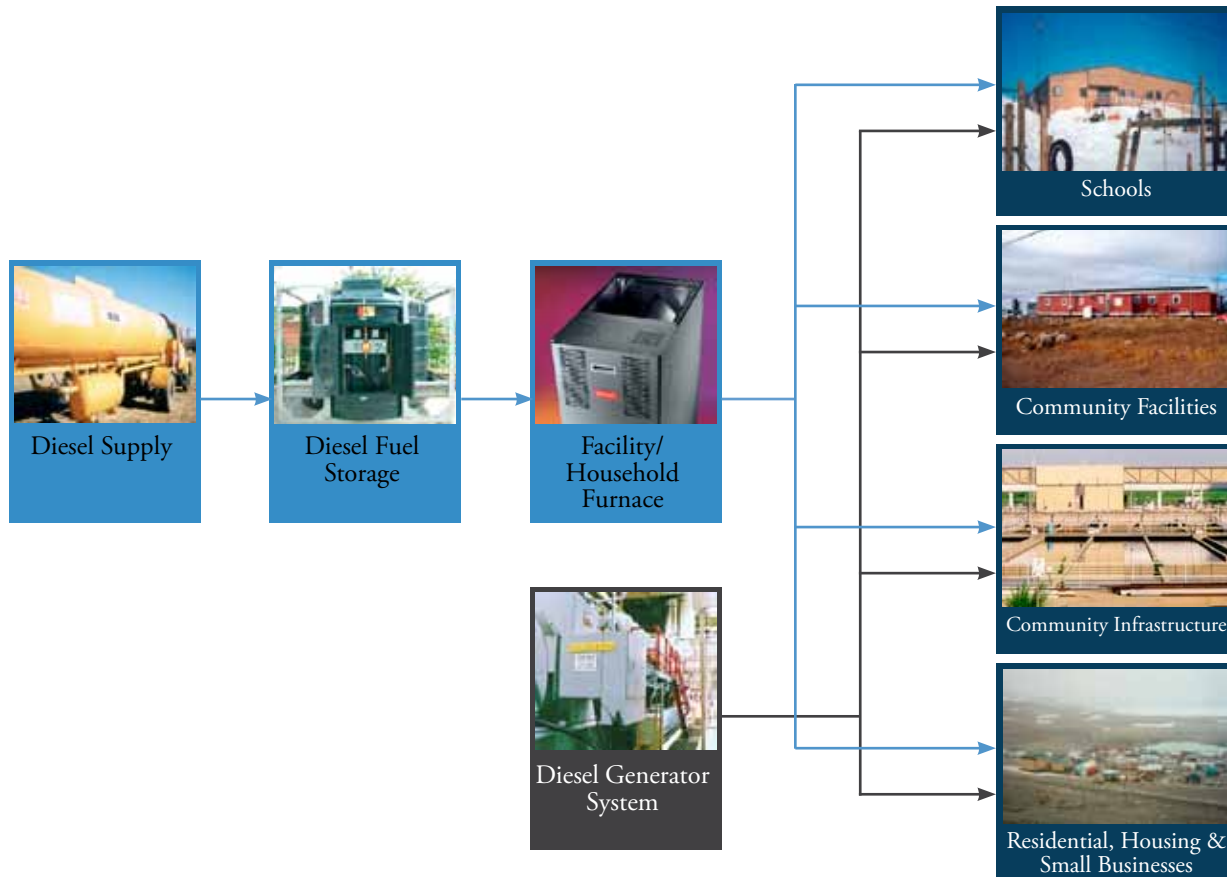 Schools
Community Facilities
Diesel Supply
Diesel Fuel
Storage
Facility/
Household
Furnace
Community Infrastructure
Diesel Generator
System
Residential, Housing &
Small Businesses